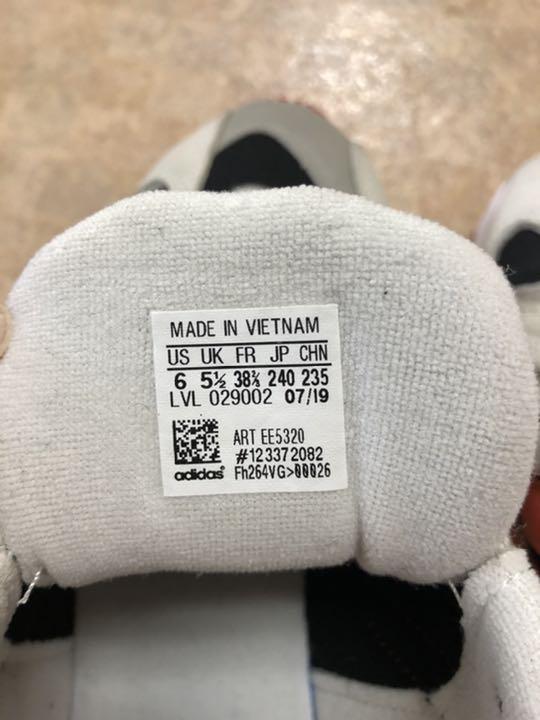 MADE IN VIETNAM
US UK FR JP CHN
6 5½ 38⅔ 240 235
LVL 029002 07/19
ART EE5320
#123372082
adidas® Fh264VG>00026